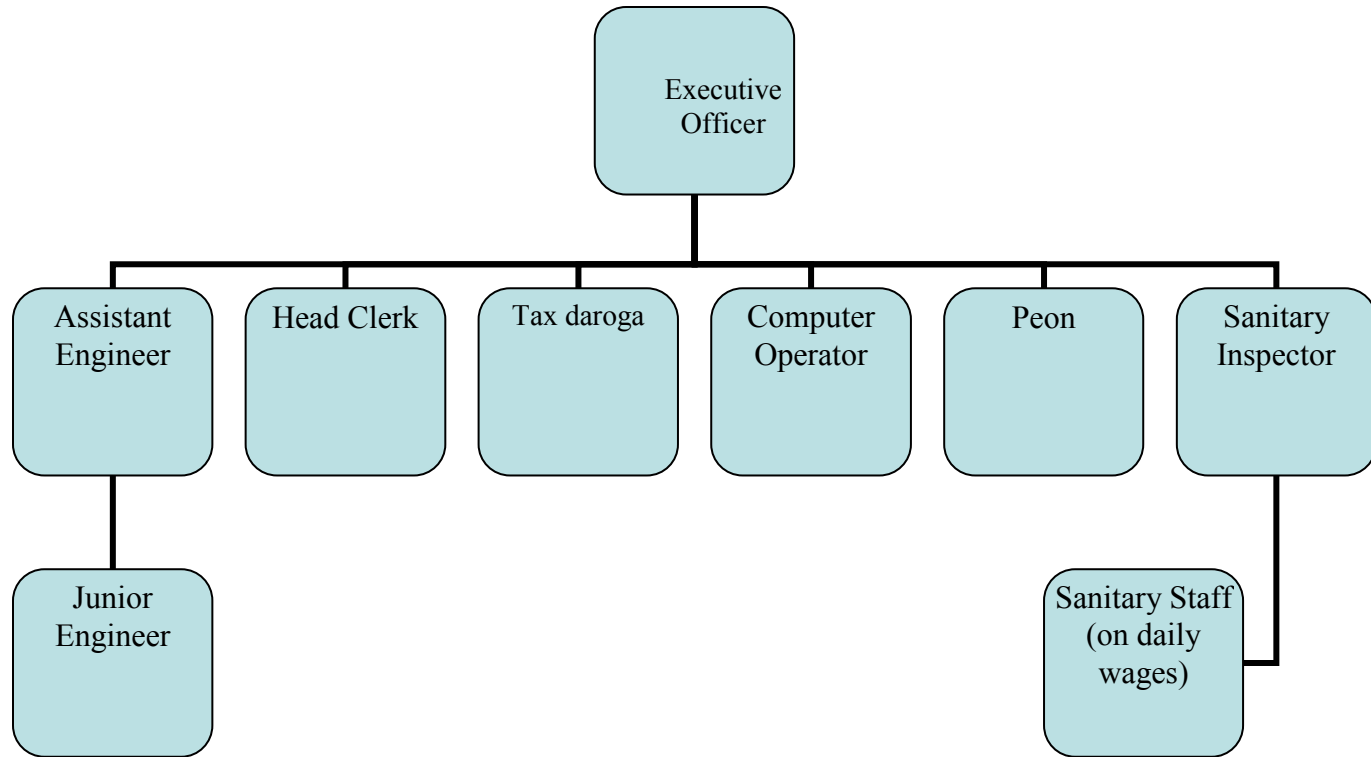 Executive
Officer
Assistant
Engineer
Head Clerk
Tax daroga
Computer
Operator
Peon
Sanitary
Inspector
Junior
Engineer
Sanitary Staff
(on daily
wages)